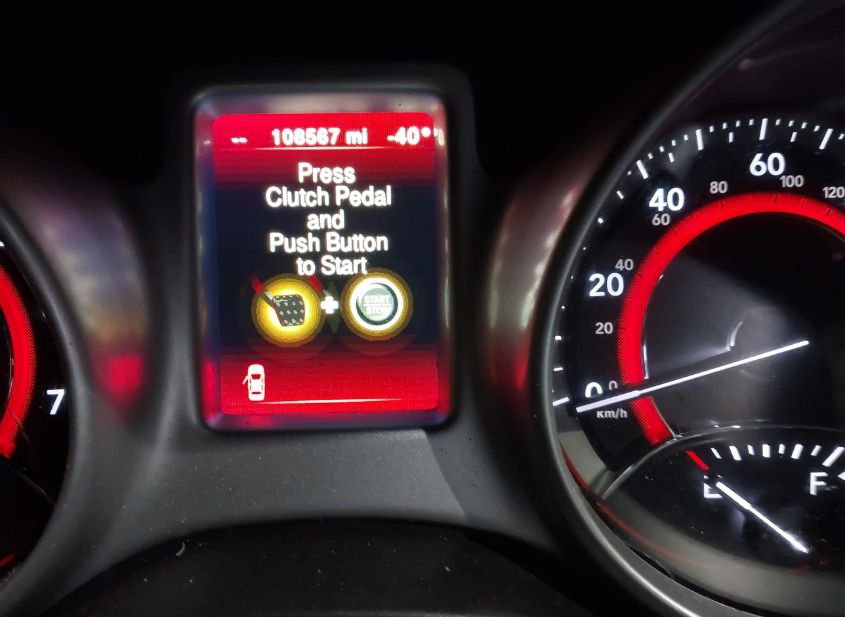 -- 108567 mi -40°
Press
Clutch Pedal
and
Push Button
to Start
START
STOP
7
0
20
40
60
0
20
40
60
80
100
120
km/h
E
F